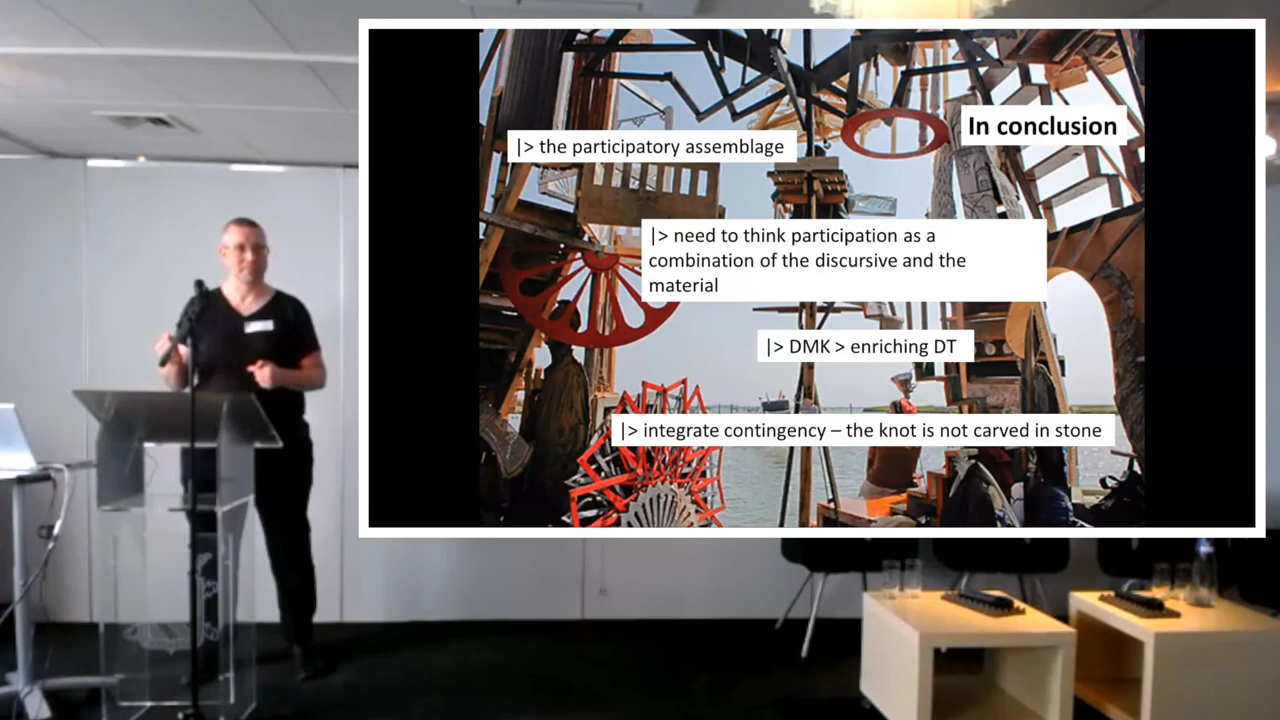 In conclusion
|> the participatory assemblage
|> need to think participation as a
combination of the discursive and the
material
|> DMK > enriching DT
|> integrate contingency – the knot is not carved in stone